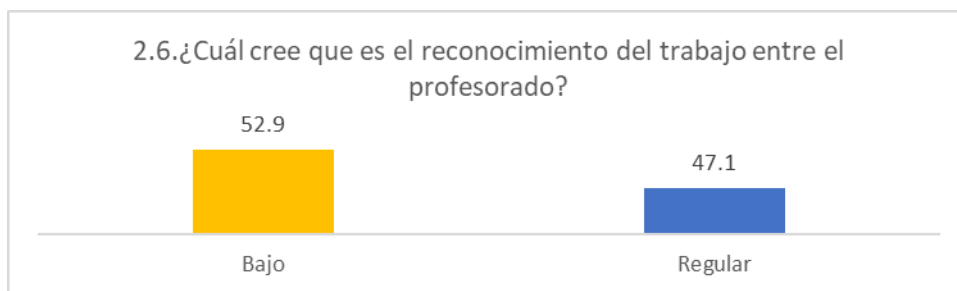 2.6.¿Cuál cree que es el reconocimiento del trabajo entre el
profesorado?
52.9
47.1
Bajo
Regular